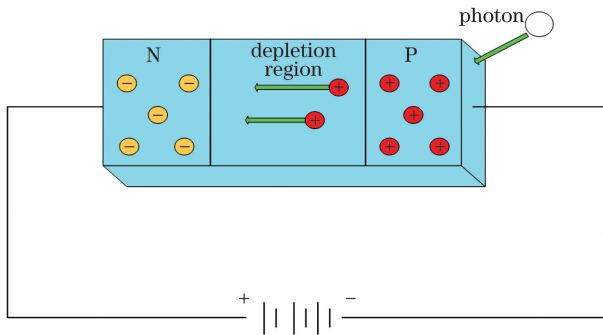 photon
N
depletion
region
P
− −
+
+ +
−
+
+
− −
+ +
+ −